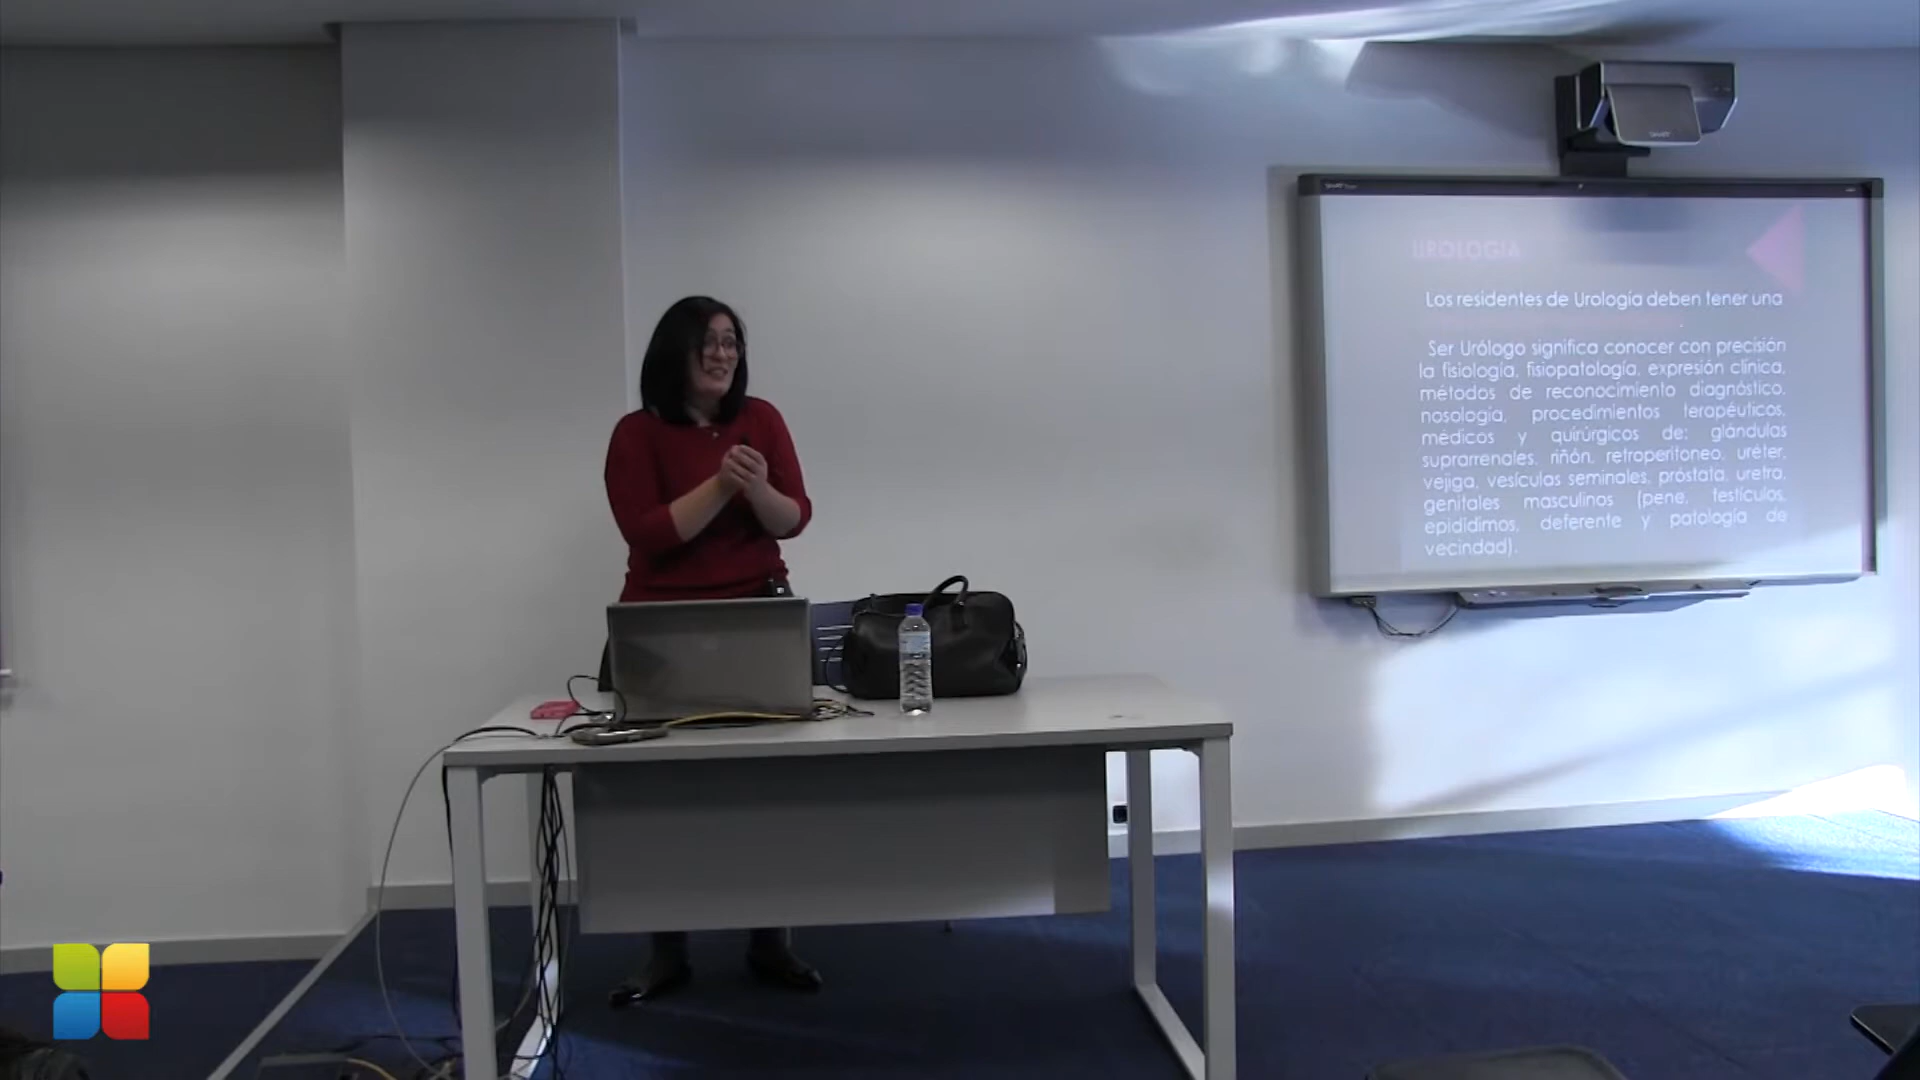 UROLOGÍA
Los residentes de Urología deben tener una
Ser Urólogo significa conocer con precisión
la fisiología, fisiopatología, expresión clínica,
métodos de reconocimiento diagnóstico,
nosología, procedimientos terapéuticos,
médicos y quirúrgicos de: glándulas
suprarrenales, riñón, retroperitoneo, uréter,
vejiga, vesículas seminales, próstata, uretra,
genitales masculinos (pene, testículos,
epidídimos, deferente y patología de
vecindad).